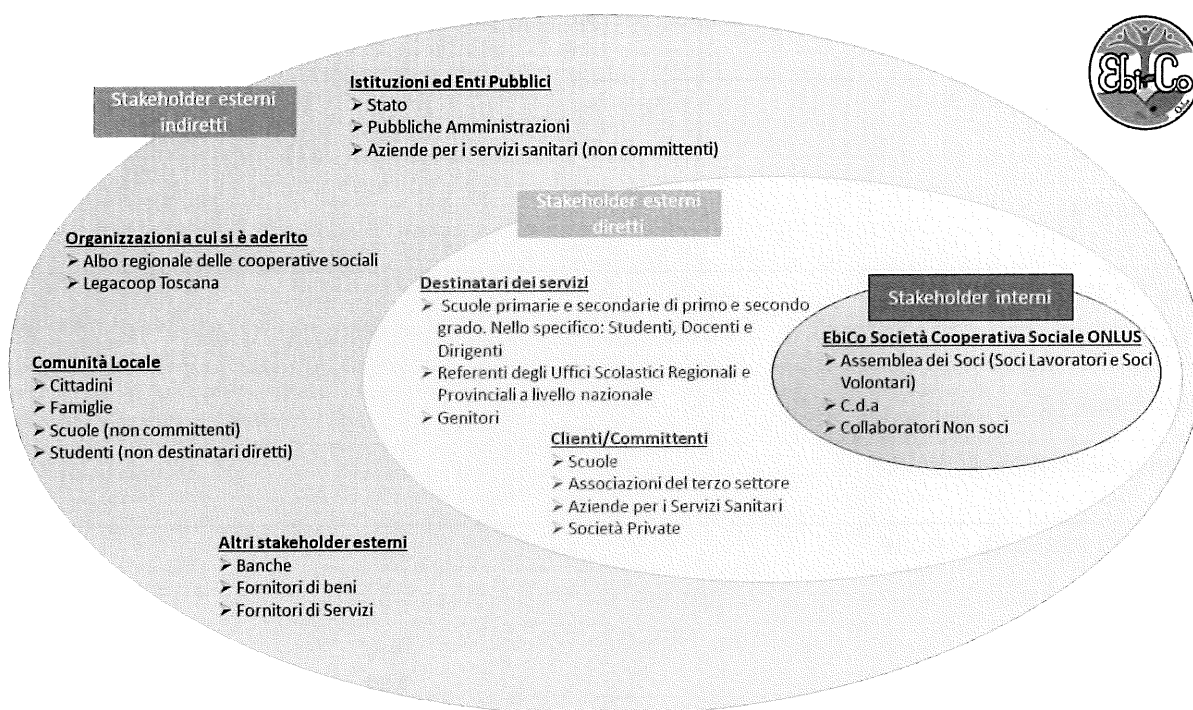 EbiCo
O.l.u.s.
Stakeholder esterni
indiretti
Istituzioni ed Enti Pubblici
➤ Stato
➤ Pubbliche Amministrazioni
➤ Aziende per i servizi sanitari (non committenti)
Stakeholder esterni
diretti
Organizzazioni a cui si è aderito
➤ Albo regionale delle cooperative sociali
➤ Legacoop Toscana
Destinatari dei servizi
➤ Scuole primarie e secondarie di primo e secondo
grado. Nello specifico: Studenti, Docenti e
Dirigenti
➤ Referenti degli Uffici Scolastici Regionali e
Provinciali a livello nazionale
➤ Genitori
Stakeholder interni
EbiCo Società Cooperativa Sociale ONLUS
➤ Assemblea dei Soci (Soci Lavoratori e Soci
Volontari)
➤ C.d.a
➤ Collaboratori Non soci
Comunità Locale
➤ Cittadini
➤ Famiglie
➤ Scuole (non committenti)
➤ Studenti (non destinatari diretti)
Clienti/Committenti
➤ Scuole
➤ Associazioni del terzo settore
➤ Aziende per i Servizi Sanitari
➤ Società Private
Altri stakeholder esterni
➤ Banche
➤ Fornitori di beni
➤ Fornitori di Servizi